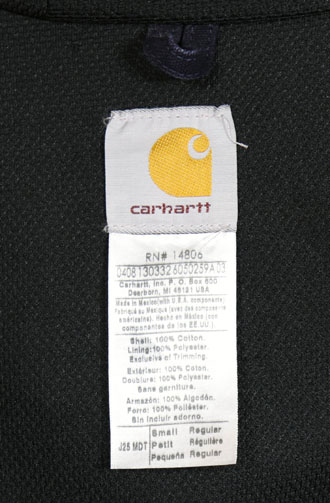 carhartt
RN# 14806
04081303326050259A03
Carhartt, Inc. P.O. Box 600
Dearborn, MI 48121 USA
Made in Mexico(with U.S.A. components)
Fabriqué au Mexique (avec des composants
américains). Hecho en México (con
componentes de los EE.UU.)
Shell: 100% Cotton.
Lining: 100% Polyester.
Exclusive of Trimming.
Extérieur: 100% Coton.
Doublure: 100% Polyester.
Sans garniture.
Armazón: 100% Algodón.
Forro: 100% Poliéster.
Sin incluir adorno.
J25 MDT
Small Regular
Petit Régulière
Pequeña Regular